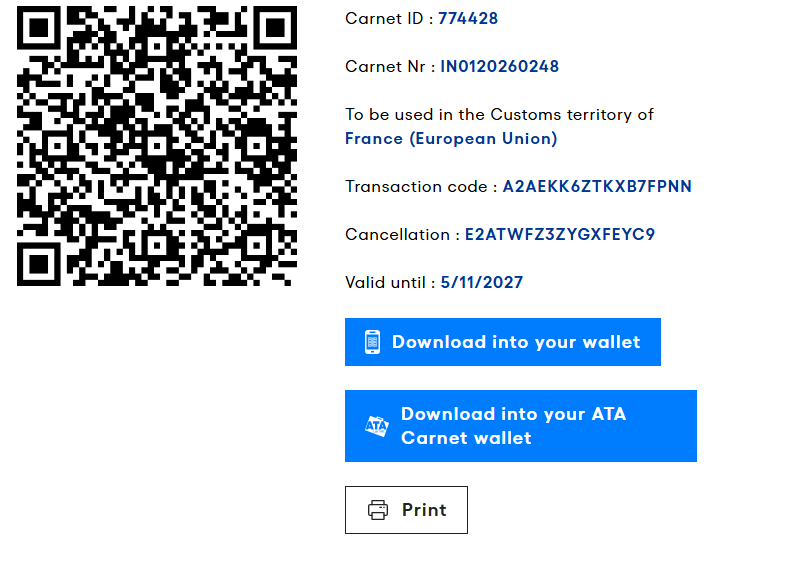 Carnet ID : 774428
Carnet Nr : IN0120260248
To be used in the Customs territory of
France (European Union)
Transaction code : A2AEKK6ZTKXB7FPNN
Cancellation : E2ATWFZ3ZYGXFEYC9
Valid until : 5/11/2027
Download into your wallet
ATA
Download into your ATA
Carnet wallet
Print